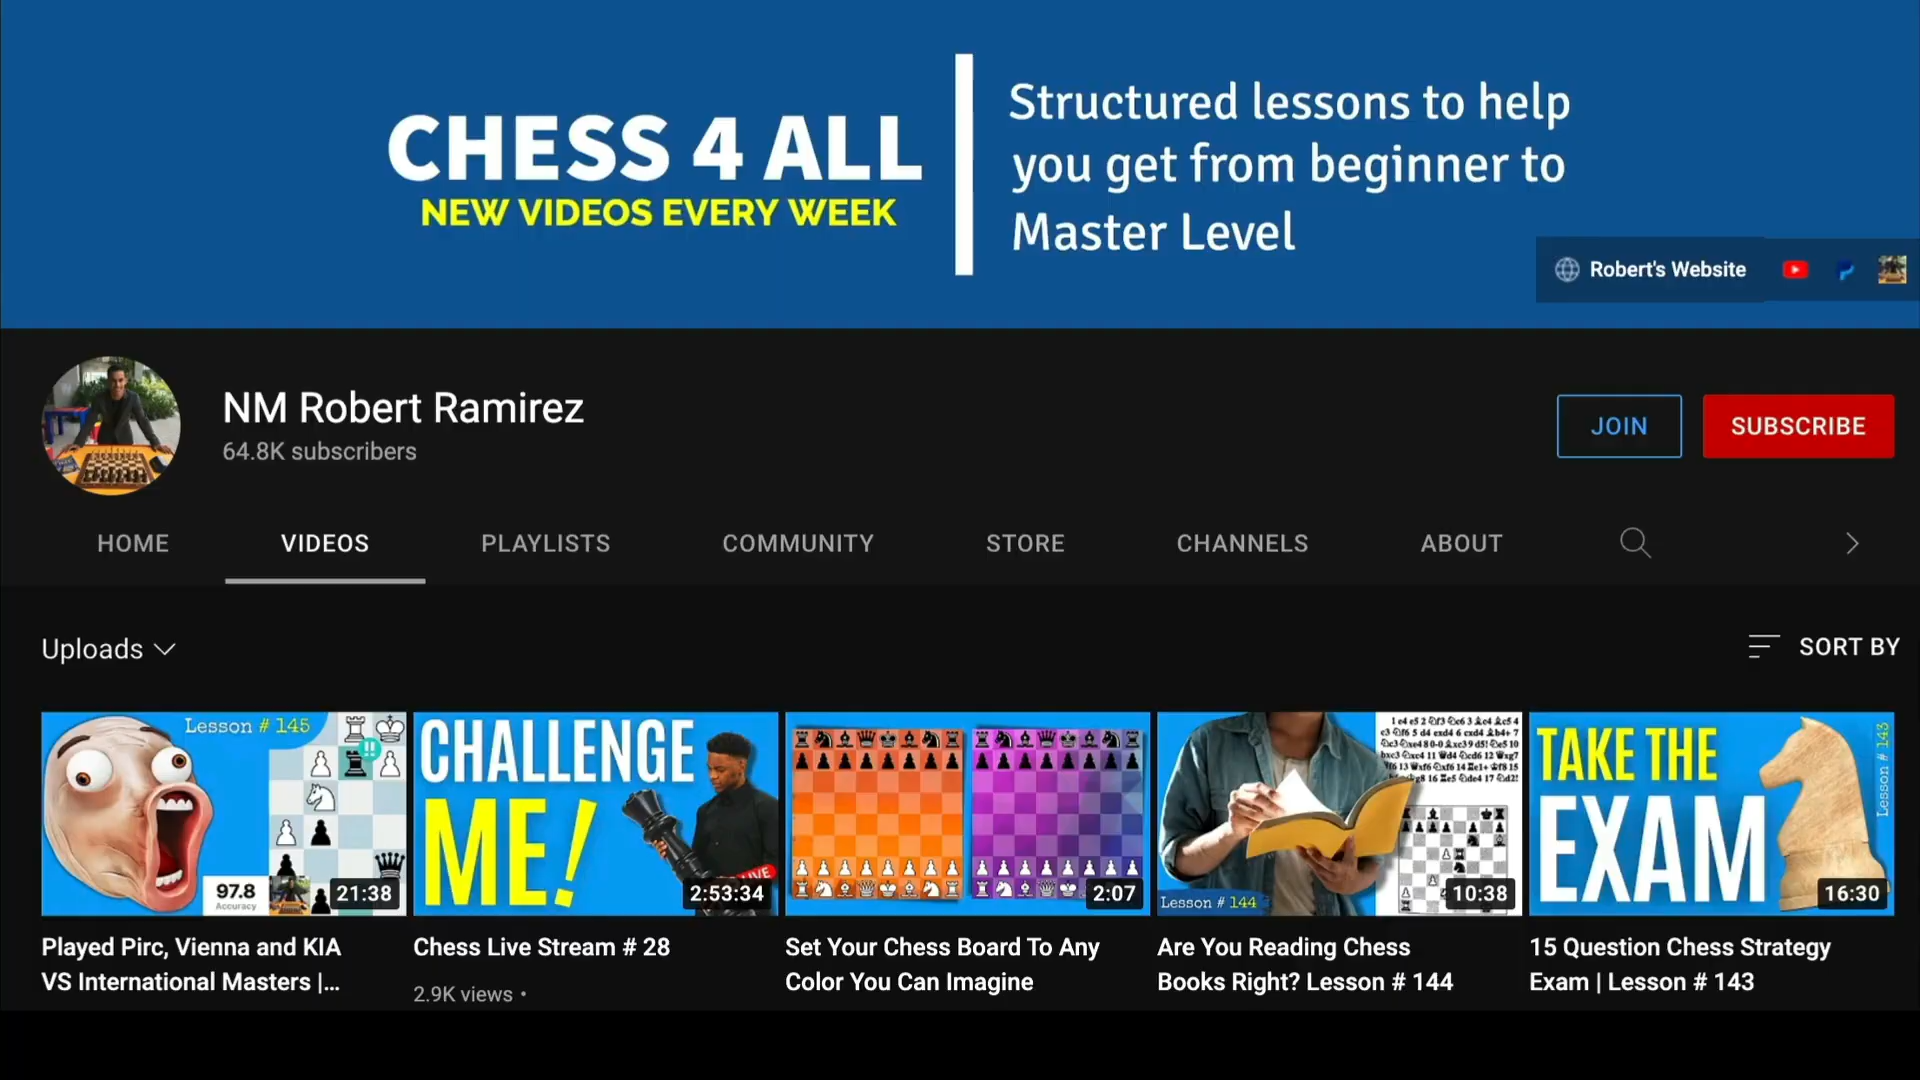 CHESS 4 ALL
NEW VIDEOS EVERY WEEK
Structured lessons to help
you get from beginner to
Master Level
Robert's Website
NM Robert Ramirez
64.8K subscribers
JOIN
SUBSCRIBE
HOME
VIDEOS
PLAYLISTS
COMMUNITY
STORE
CHANNELS
ABOUT
Uploads
SORT BY
Lesson # 145
97.8
Accuracy
21:38
CHALLENGE
ME!
LIVE
2:53:34
2:07
Lesson # 144
10:38
TAKE THE
EXAM
Lesson # 143
16:30
Played Pirc, Vienna and KIA
VS International Masters |...
Chess Live Stream # 28
2.9K views •
Set Your Chess Board To Any
Color You Can Imagine
Are You Reading Chess
Books Right? Lesson # 144
15 Question Chess Strategy
Exam | Lesson # 143